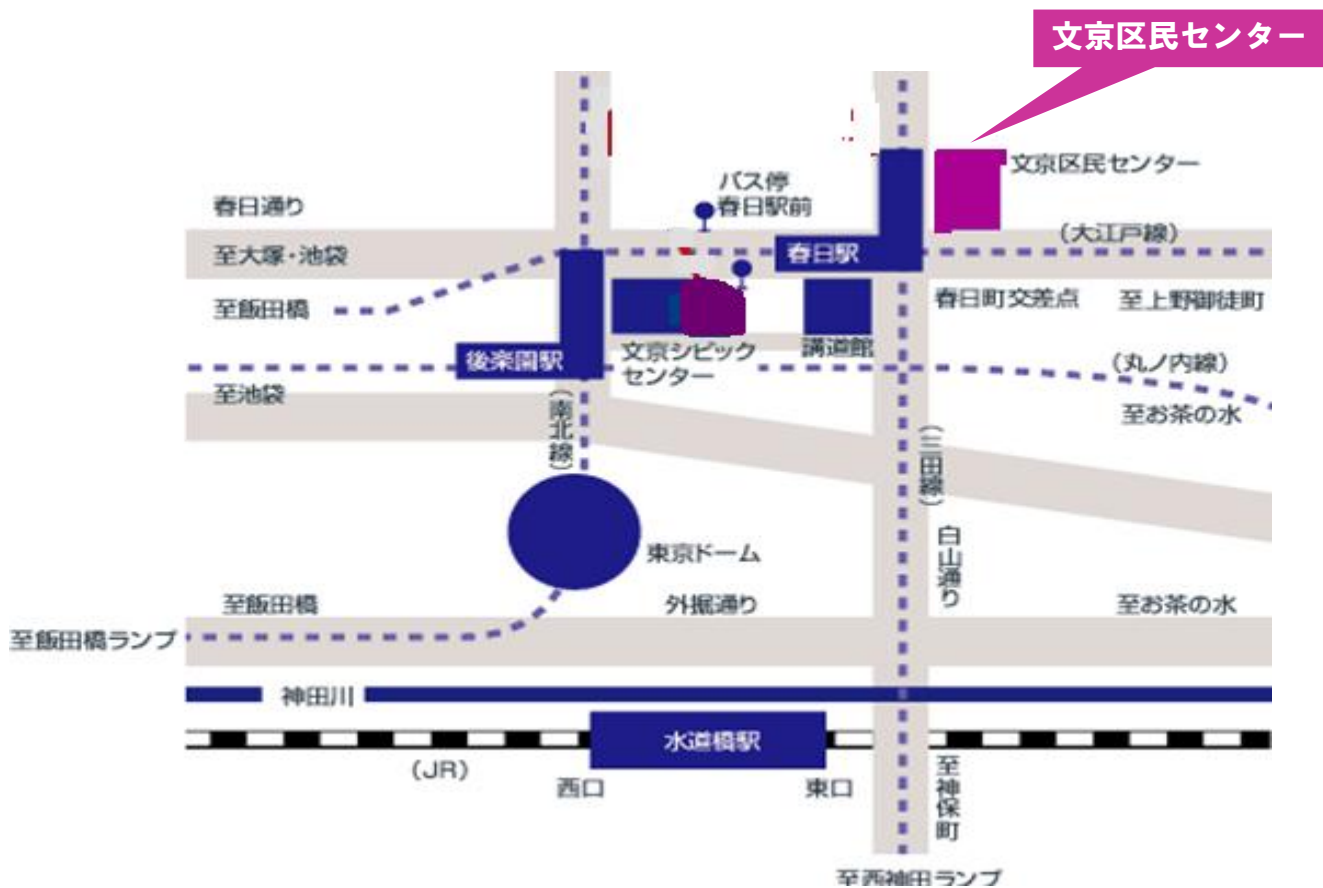 文京区民センター
文京区民センター
バス停
春日駅前
春日通り
(大江戸線)
至大塚・池袋
春日駅
至飯田橋
春日町交差点
至上野御徒町
後楽園駅
文京シビック
センター
講道館
(丸ノ内線)
至池袋
(南北線)
至お茶の水
(三田線)
白山通り
東京ドーム
至飯田橋
外掘通り
至お茶の水
至飯田橋ランプ
神田川
水道橋駅
(JR)
西口
東口
至神保町
至西神田ランプ